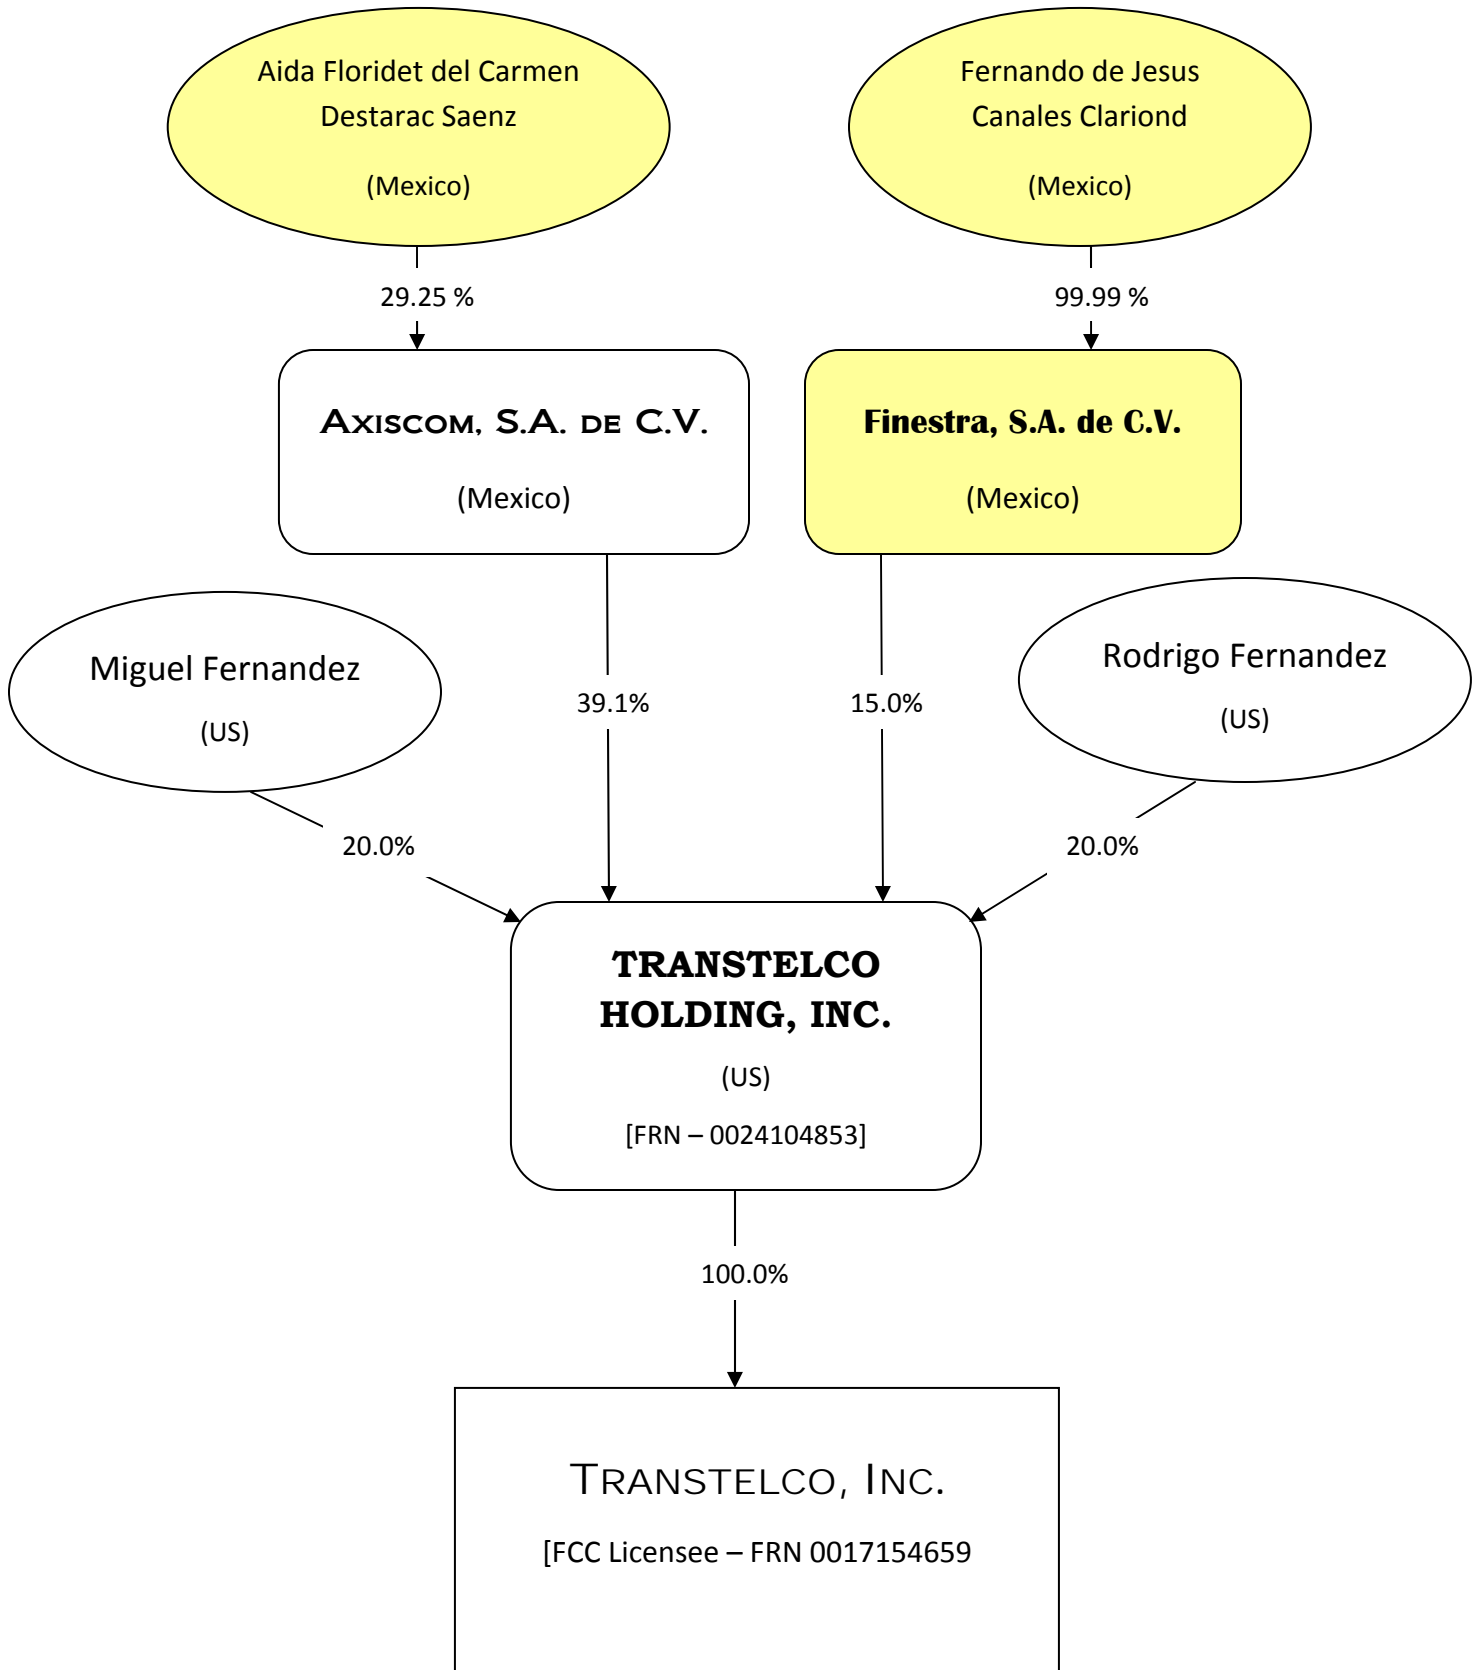 Aida Floridet del Carmen
Destarac Saenz
(Mexico)
Fernando de Jesus
Canales Clariond
(Mexico)
29.25 %
99.99 %
AXISCOM, S.A. DE C.V.
(Mexico)
Finestra, S.A. de C.V.
(Mexico)
Miguel Fernandez
(US)
Rodrigo Fernandez
(US)
39.1%
15.0%
20.0%
20.0%
TRANSTELCO
HOLDING, INC.
(US)
[FRN – 0024104853]
100.0%
TRANSTELCO, INC.
[FCC Licensee – FRN 0017154659